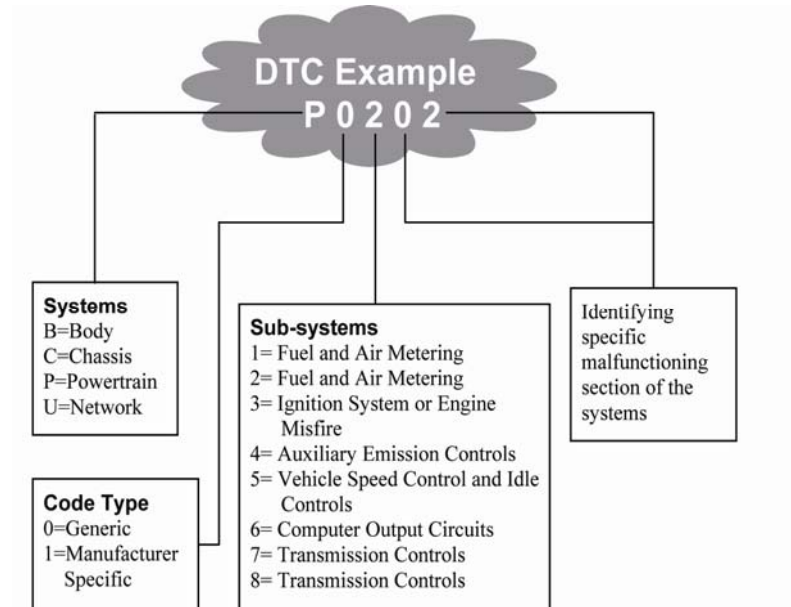 DTC Example
P 0 2 0 2
Systems
B=Body
C=Chassis
P=Powertrain
U=Network
Code Type
0=Generic
1=Manufacturer
Specific
Sub-systems
1= Fuel and Air Metering
2= Fuel and Air Metering
3= Ignition System or Engine
Misfire
4= Auxiliary Emission Controls
5= Vehicle Speed Control and Idle
Controls
6= Computer Output Circuits
7= Transmission Controls
8= Transmission Controls
Identifying
specific
malfunctioning
section of the
systems